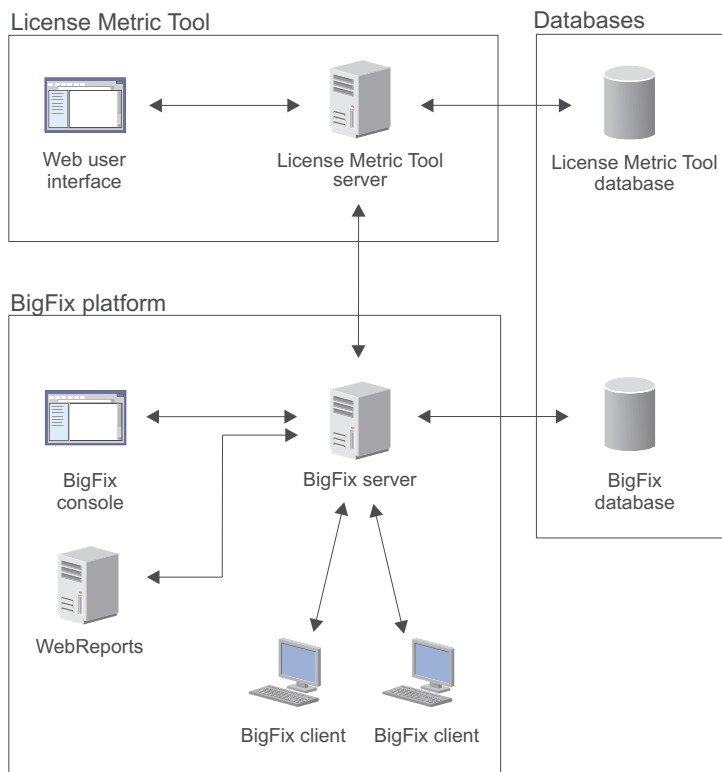 License Metric Tool
Databases
Web user
interface
License Metric Tool
server
License Metric Tool
database
BigFix platform
BigFix
console
BigFix server
BigFix
database
WebReports
BigFix client
BigFix client